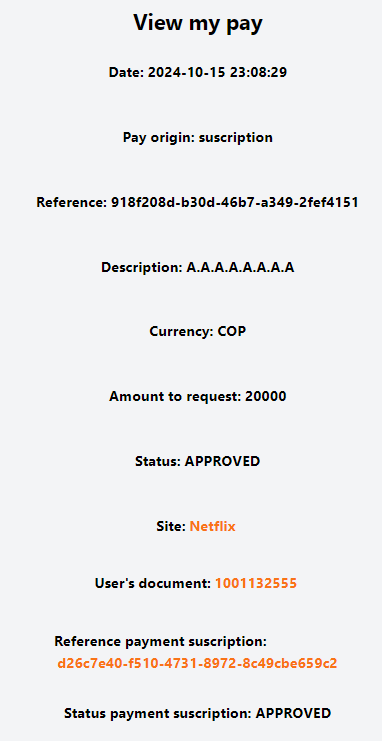 View my pay
Date: 2024-10-15 23:08:29
Pay origin: suscription
Reference: 918f208d-b30d-46b7-a349-2fef4151
Description: A.A.A.A.A.A.A.A
Currency: COP
Amount to request: 20000
Status: APPROVED
Site: Netflix
User's document: 1001132555
Reference payment suscription:
d26c7e40-f510-4731-8972-8c49cbe659c2
Status payment suscription: APPROVED